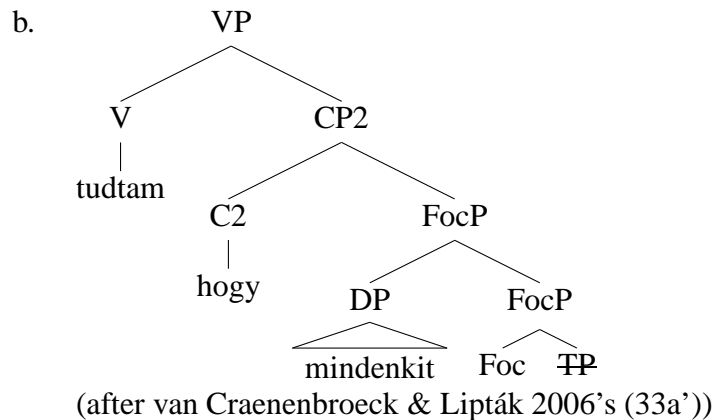 b. VP
V CP2
tudtam
C2 FocP
hogy
DP FocP
mindenkit Foc TP
(after van Craenenbroeck & Lipták 2006's (33a'))